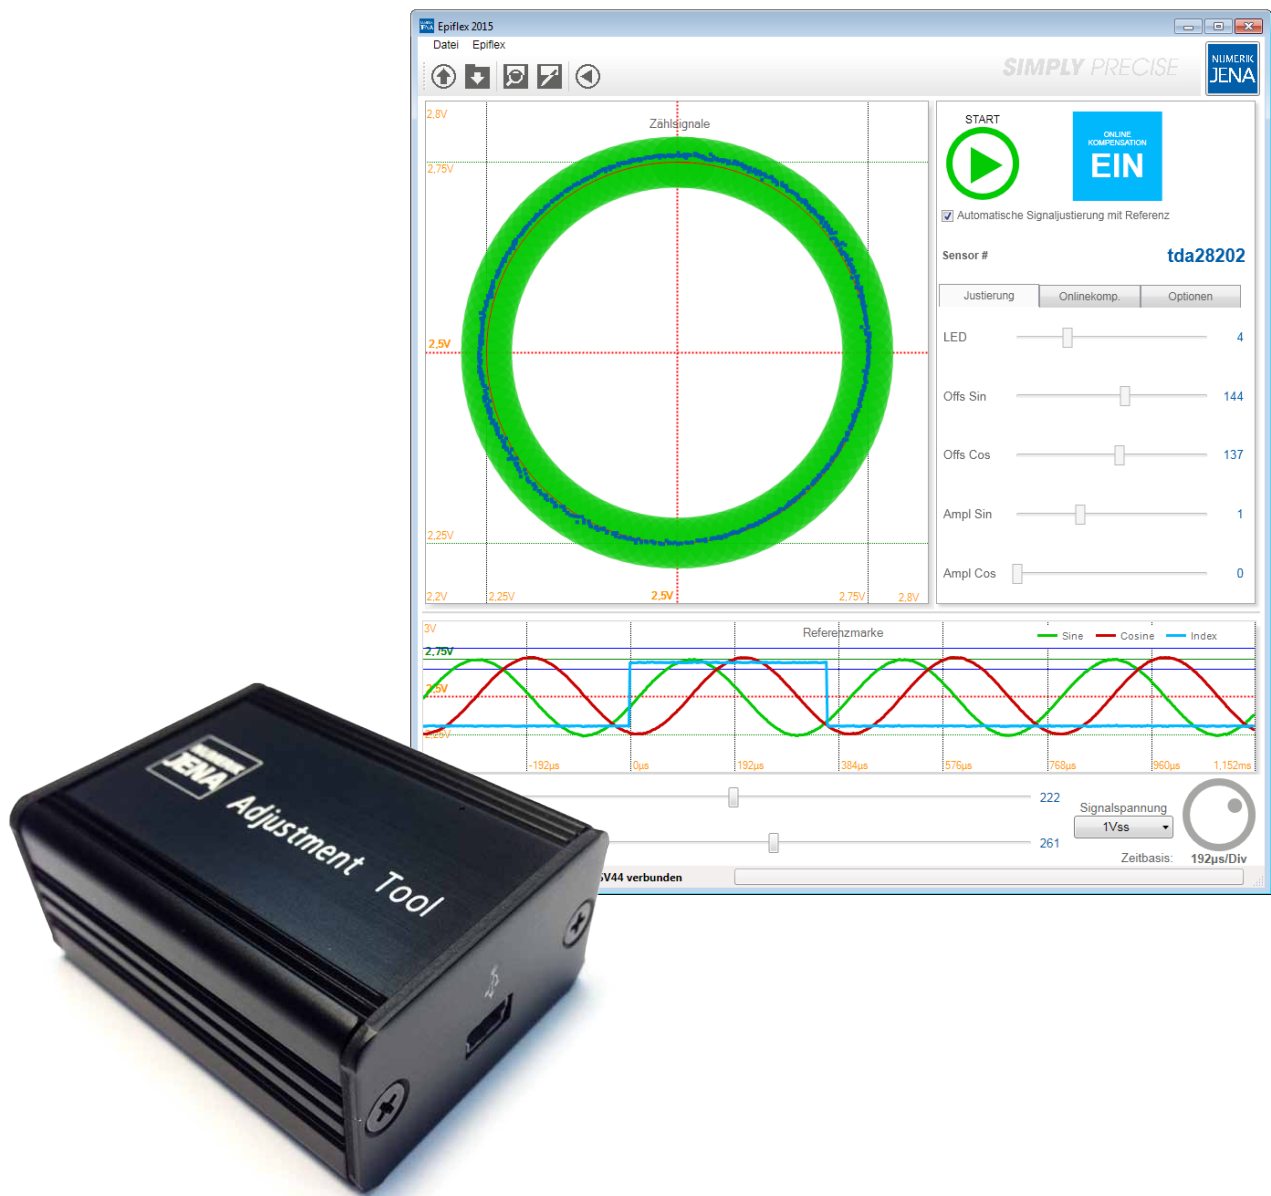 NUMERIK
JENA
Epiflex 2015
Datei Epiflex
SIMPLY PRECISE
NUMERIK
JENA
2,8V
Zählsignale
2,75V
2,5V
2,25V
2,2V
2,25V
2,5V
2,75V
2,8V
START
ONLINE
KOMPENSATION
EIN
Automatische Signaljustierung mit Referenz
Sensor #
tda28202
Justierung
Onlinekomp.
Optionen
LED
4
Offs Sin
144
Offs Cos
137
Ampl Sin
1
Ampl Cos
0
3V
Referenzmarke
Sine
Cosine
Index
2,75V
2,5V
2,25V
-192µs
0µs
192µs
384µs
576µs
768µs
960µs
1,152ms
222
261
Signalspannung
1Vss
Zeitbasis:
192µs/Div
V44 verbunden
NUMERIK
JENA
Adjustment Tool